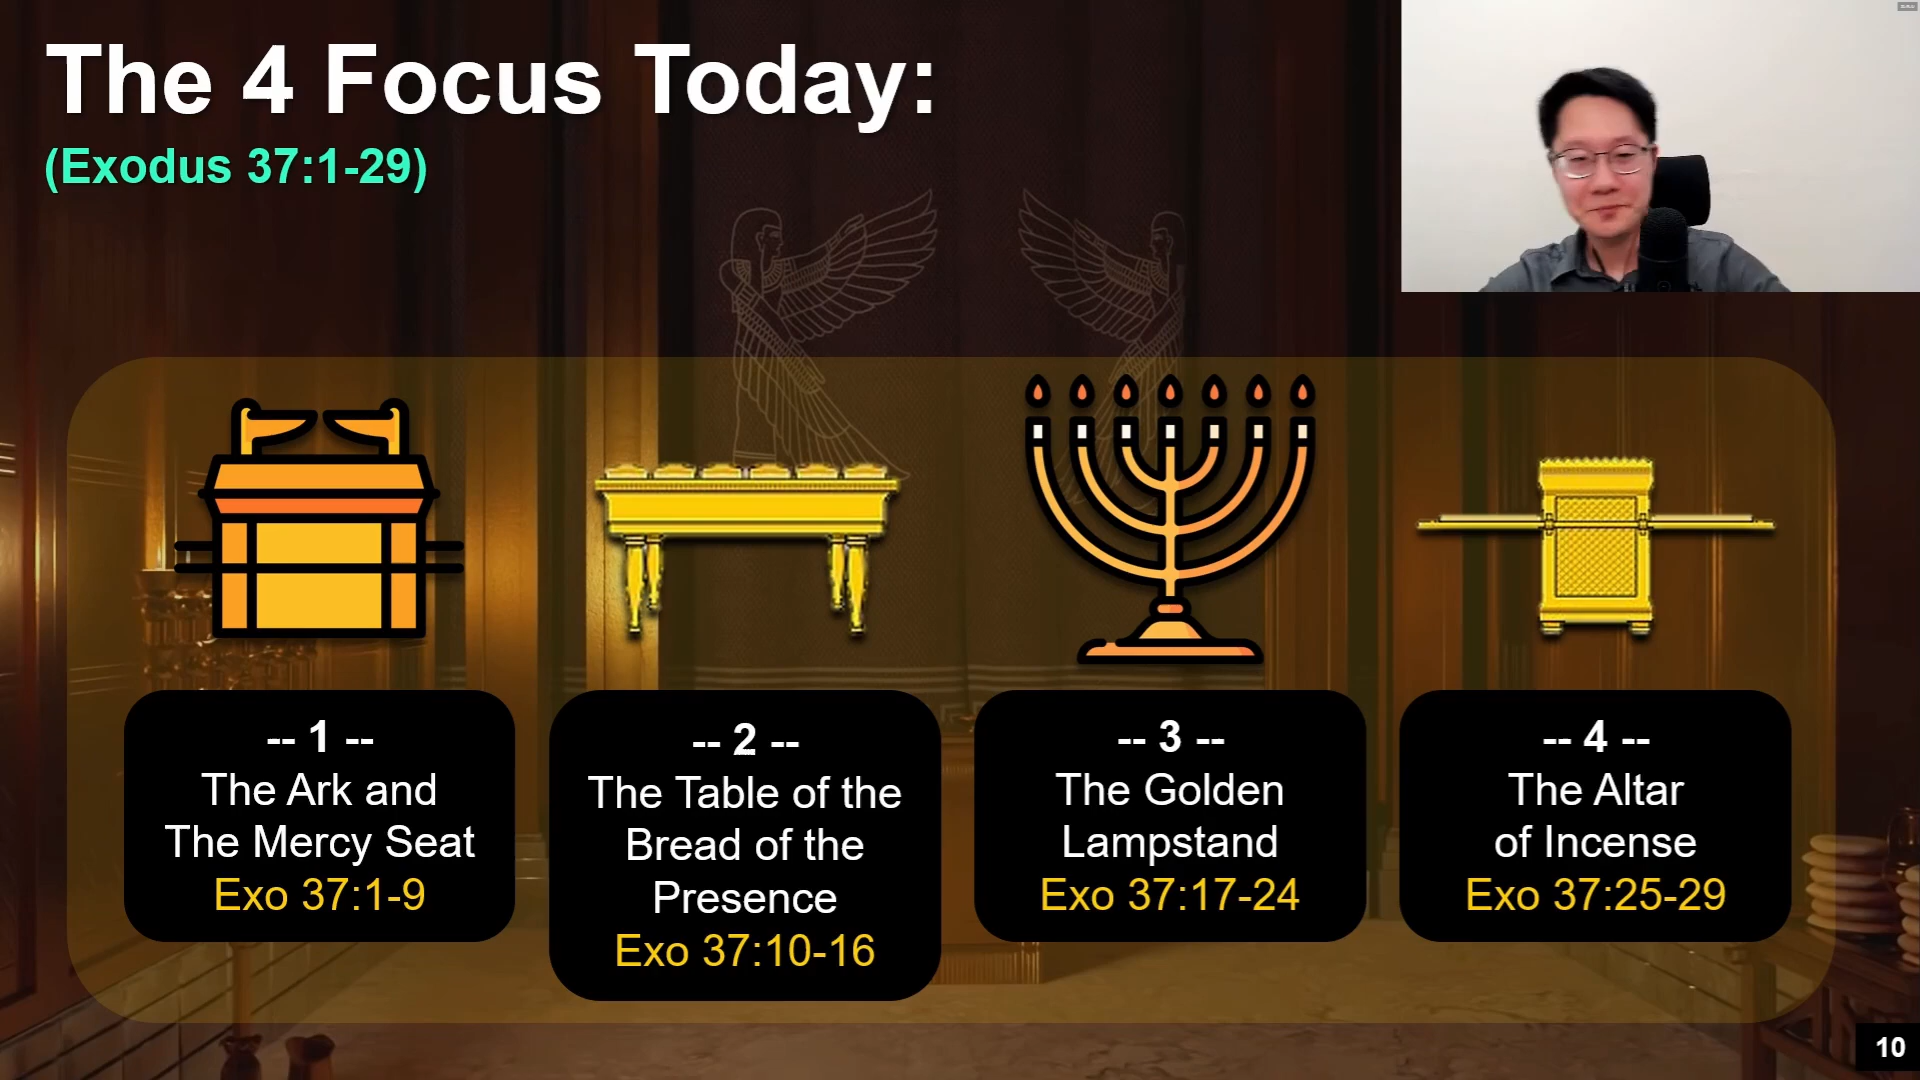 The 4 Focus Today:
(Exodus 37:1-29)
-- 1 --
The Ark and
The Mercy Seat
Exo 37:1-9
-- 2 --
The Table of the
Bread of the
Presence
Exo 37:10-16
-- 3 --
The Golden
Lampstand
Exo 37:17-24
-- 4 --
The Altar
of Incense
Exo 37:25-29
10